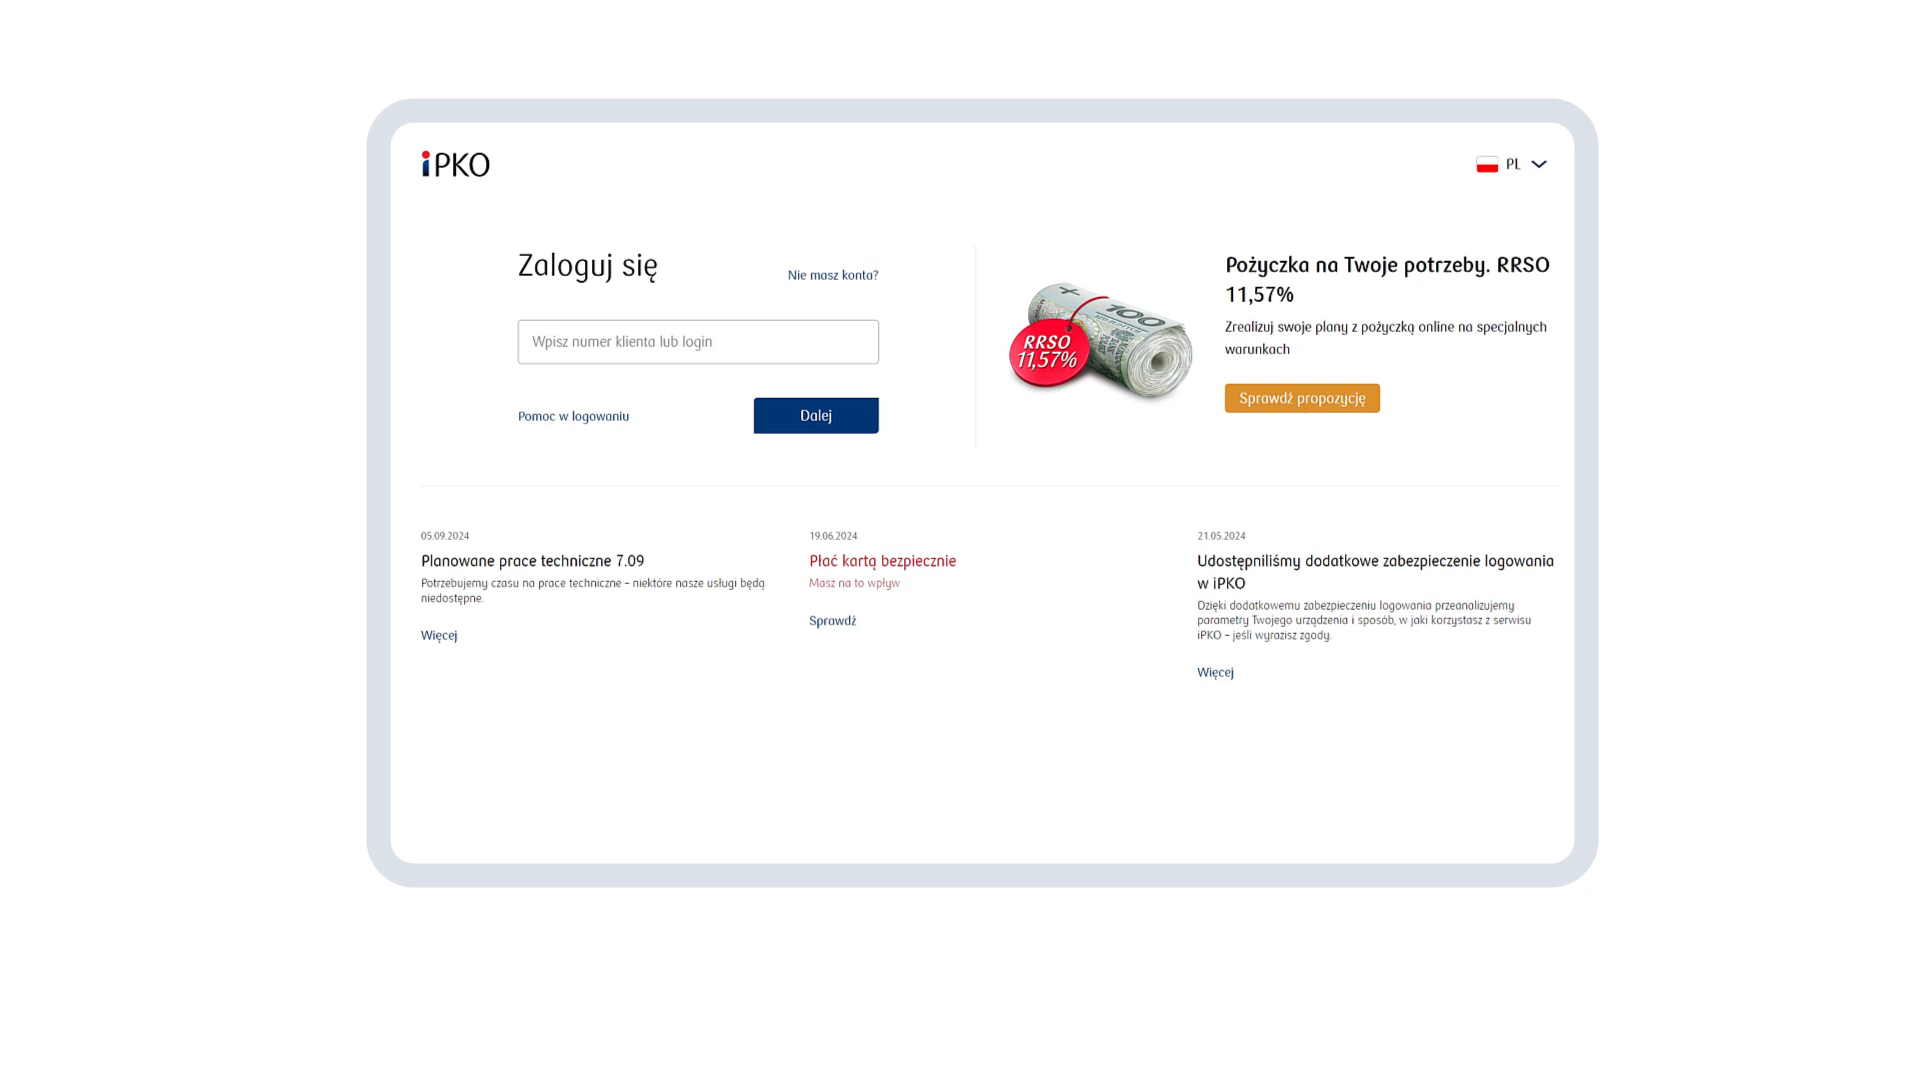 iPKO
PL
Zaloguj się
Nie masz konta?
Wpisz numer klienta lub login
Pomoc w logowaniu
Dalej
100
RRSO
11,57%
Pożyczka na Twoje potrzeby. RRSO
11,57%
Zrealizuj swoje plany z pożyczką online na specjalnych
warunkach
Sprawdź propozycję
05.09.2024
Planowane prace techniczne 7.09
Potrzebujemy czasu na prace techniczne – niektóre nasze usługi będą
niedostępne.
Więcej
19.06.2024
Płać kartą bezpiecznie
Masz na to wpływ
Sprawdź
21.05.2024
Udostępniliśmy dodatkowe zabezpieczenie logowania
w iPKO
Dzięki dodatkowemu zabezpieczeniu logowania przeanalizujemy
parametry Twojego urządzenia i sposób, w jaki korzystasz z serwisu
iPKO – jeśli wyrazisz zgody.
Więcej